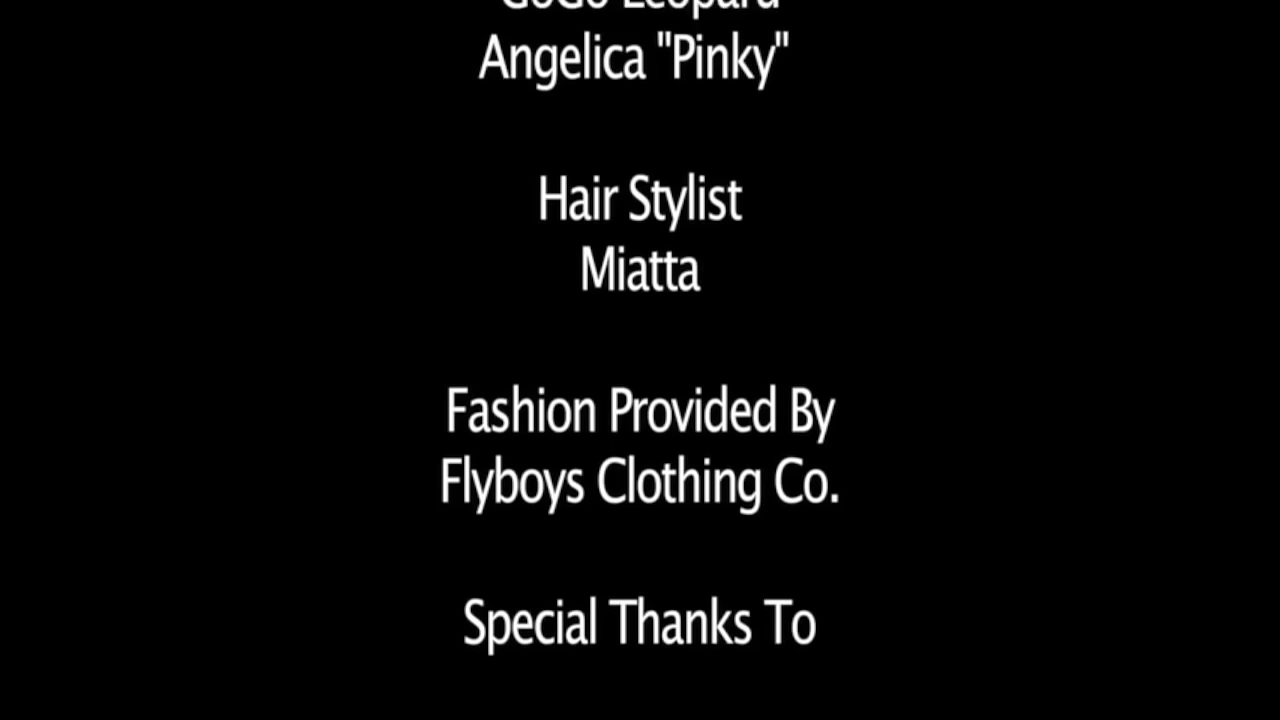 GoGo Leopard
Angelica "Pinky"
Hair Stylist
Miatta
Fashion Provided By
Flyboys Clothing Co.
Special Thanks To